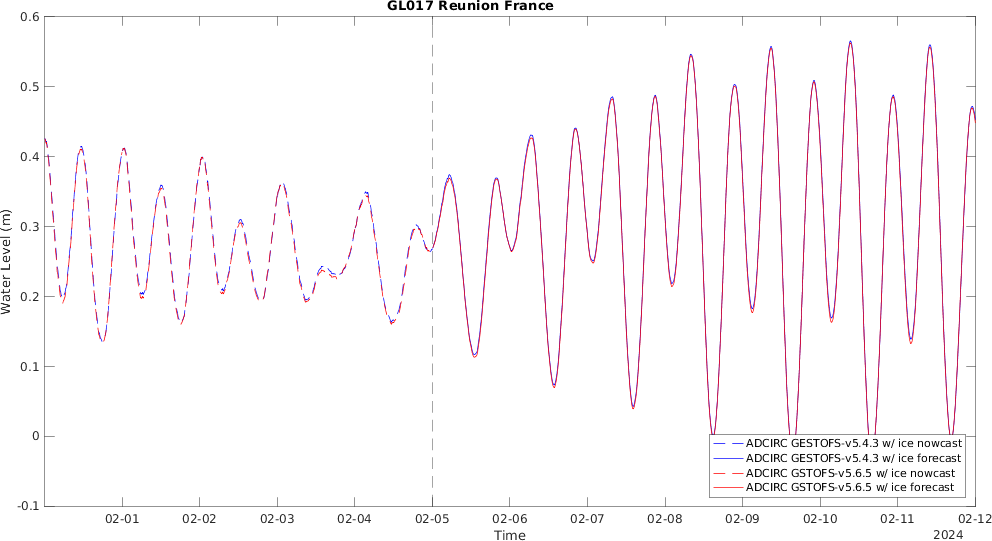 GL017 Reunion France
0.6
0.5
0.4
0.3
0.2
0.1
0
-0.1
Water Level (m)
ADCIRC GESTOFS-v5.4.3 w/ ice nowcast
ADCIRC GESTOFS-v5.4.3 w/ ice forecast
ADCIRC GSTOFS-v5.6.5 w/ ice nowcast
ADCIRC GSTOFS-v5.6.5 w/ ice forecast
02-01 02-02 02-03 02-04 02-05 02-06 02-07 02-08 02-09 02-10 02-11 02-12
Time
2024